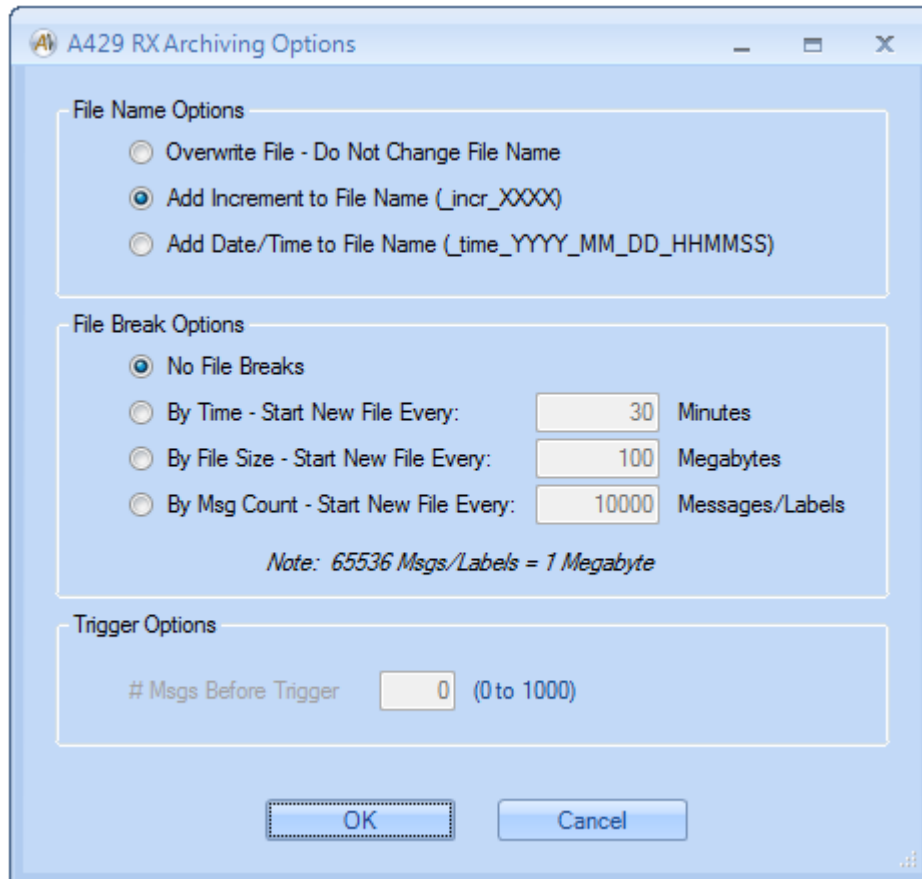 A429 RX Archiving Options
File Name Options
Overwrite File - Do Not Change File Name
Add Increment to File Name (_incr_XXXX)
Add Date/Time to File Name (_time_YYYY_MM_DD_HHMMSS)
File Break Options
No File Breaks
By Time - Start New File Every: 30 Minutes
By File Size - Start New File Every: 100 Megabytes
By Msg Count - Start New File Every: 10000 Messages/Labels
Note: 65536 Msgs/Labels = 1 Megabyte
Trigger Options
# Msgs Before Trigger 0 (0 to 1000)
OK Cancel